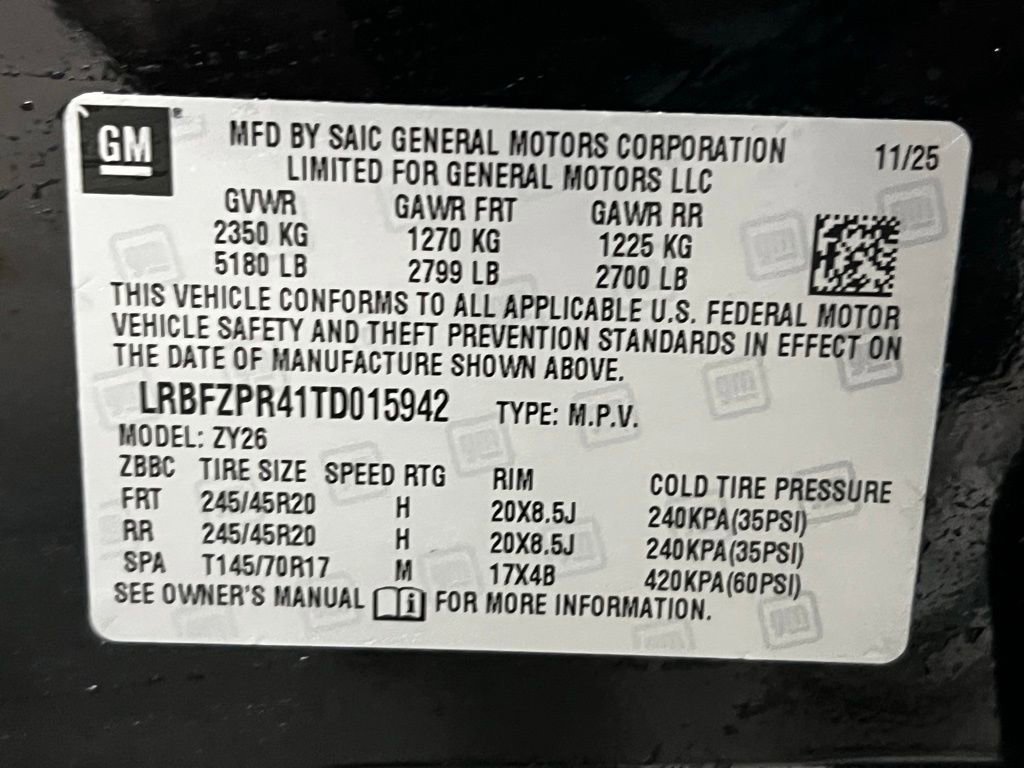 GM ®
MFD BY SAIC GENERAL MOTORS CORPORATION
LIMITED FOR GENERAL MOTORS LLC
11/25
GVWR GAWR FRT GAWR RR
2350 KG 1270 KG 1225 KG
5180 LB 2799 LB 2700 LB
THIS VEHICLE CONFORMS TO ALL APPLICABLE U.S. FEDERAL MOTOR
VEHICLE SAFETY AND THEFT PREVENTION STANDARDS IN EFFECT ON
THE DATE OF MANUFACTURE SHOWN ABOVE.
LRBFZPR41TD015942 TYPE: M.P.V.
MODEL: ZY26
ZBBC TIRE SIZE SPEED RTG RIM COLD TIRE PRESSURE
FRT 245/45R20 H 20X8.5J 240KPA(35PSI)
RR 245/45R20 H 20X8.5J 240KPA(35PSI)
SPA T145/70R17 M 17X4B 420KPA(60PSI)
SEE OWNER'S MANUAL i FOR MORE INFORMATION.